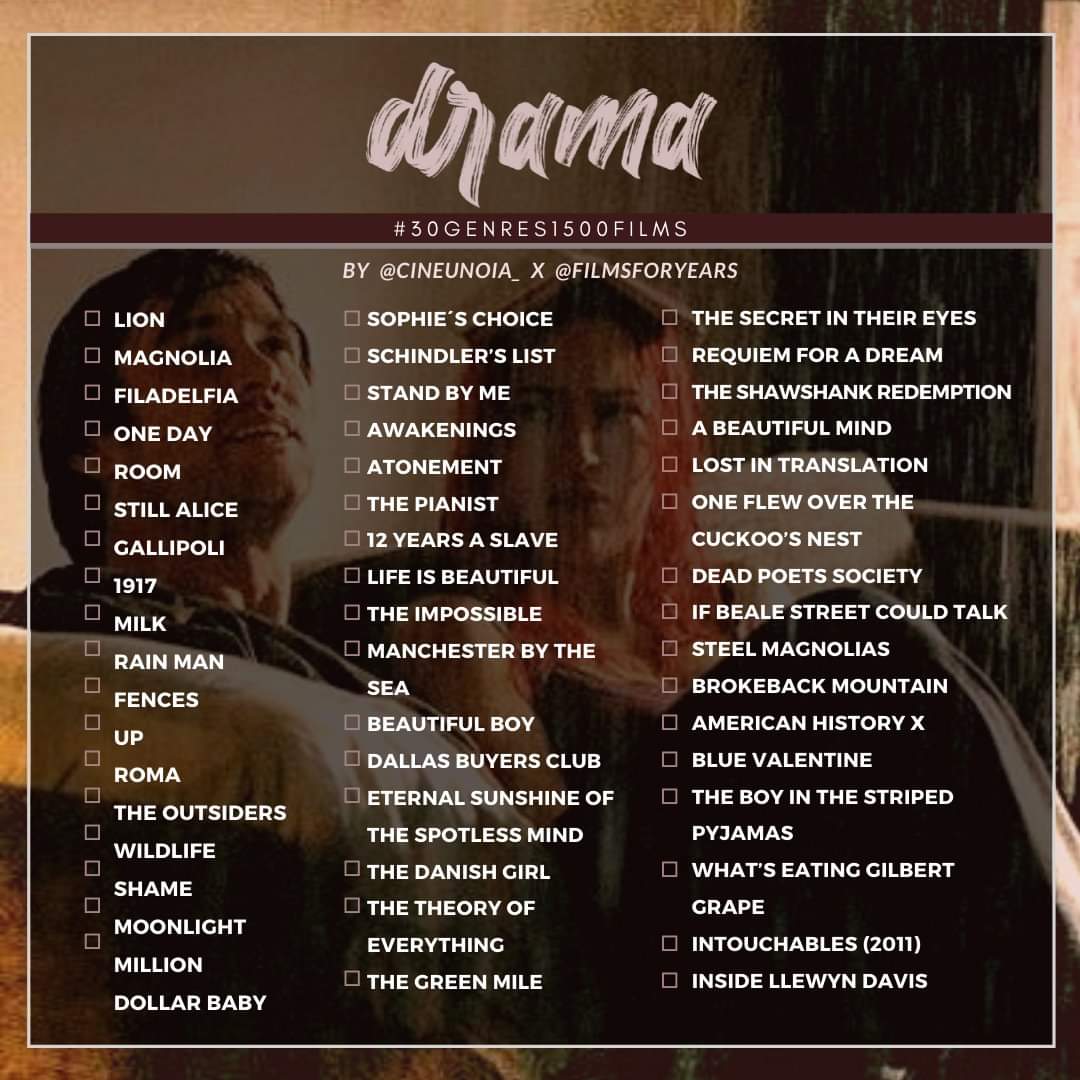 drama
#30GENRES1500FILMS
BY @CINEUNOIA_ X @FILMSFORYEARS
LION
MAGNOLIA
FILADELFIA
ONE DAY
ROOM
STILL ALICE
GALLIPOLI
1917
MILK
RAIN MAN
FENCES
UP
ROMA
THE OUTSIDERS
WILDLIFE
SHAME
MOONLIGHT
MILLION
DOLLAR BABY
SOPHIE´S CHOICE
SCHINDLER’S LIST
STAND BY ME
AWAKENINGS
ATONEMENT
THE PIANIST
12 YEARS A SLAVE
LIFE IS BEAUTIFUL
THE IMPOSSIBLE
MANCHESTER BY THE
SEA
BEAUTIFUL BOY
DALLAS BUYERS CLUB
ETERNAL SUNSHINE OF
THE SPOTLESS MIND
THE DANISH GIRL
THE THEORY OF
EVERYTHING
THE GREEN MILE
THE SECRET IN THEIR EYES
REQUIEM FOR A DREAM
THE SHAWSHANK REDEMPTION
A BEAUTIFUL MIND
LOST IN TRANSLATION
ONE FLEW OVER THE
CUCKOO’S NEST
DEAD POETS SOCIETY
IF BEALE STREET COULD TALK
STEEL MAGNOLIAS
BROKEBACK MOUNTAIN
AMERICAN HISTORY X
BLUE VALENTINE
THE BOY IN THE STRIPED
PYJAMAS
WHAT’S EATING GILBERT
GRAPE
INTOUCHABLES (2011)
INSIDE LLEWYN DAVIS